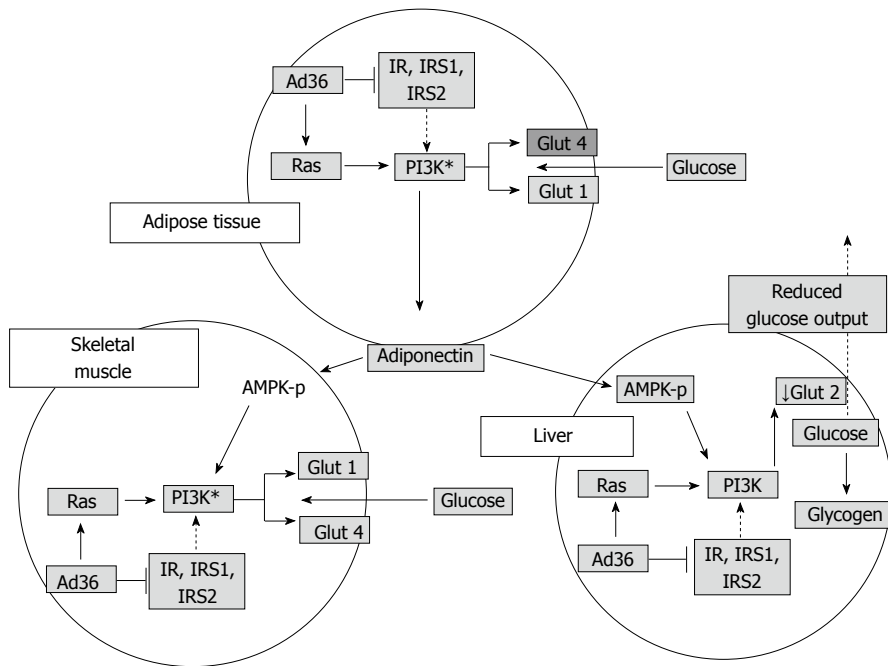 Ad36
IR, IRS1,
IRS2
Ras
PI3K*
Glut 4
Glut 1
Glucose
Adipose tissue
Adiponectin
Skeletal
muscle
AMPK-p
Ras
PI3K*
Glut 1
Glut 4
Glucose
Ad36
IR, IRS1,
IRS2
Reduced
glucose output
AMPK-p
↓Glut 2
Liver
Glucose
Ras
PI3K
Glycogen
Ad36
IR, IRS1,
IRS2